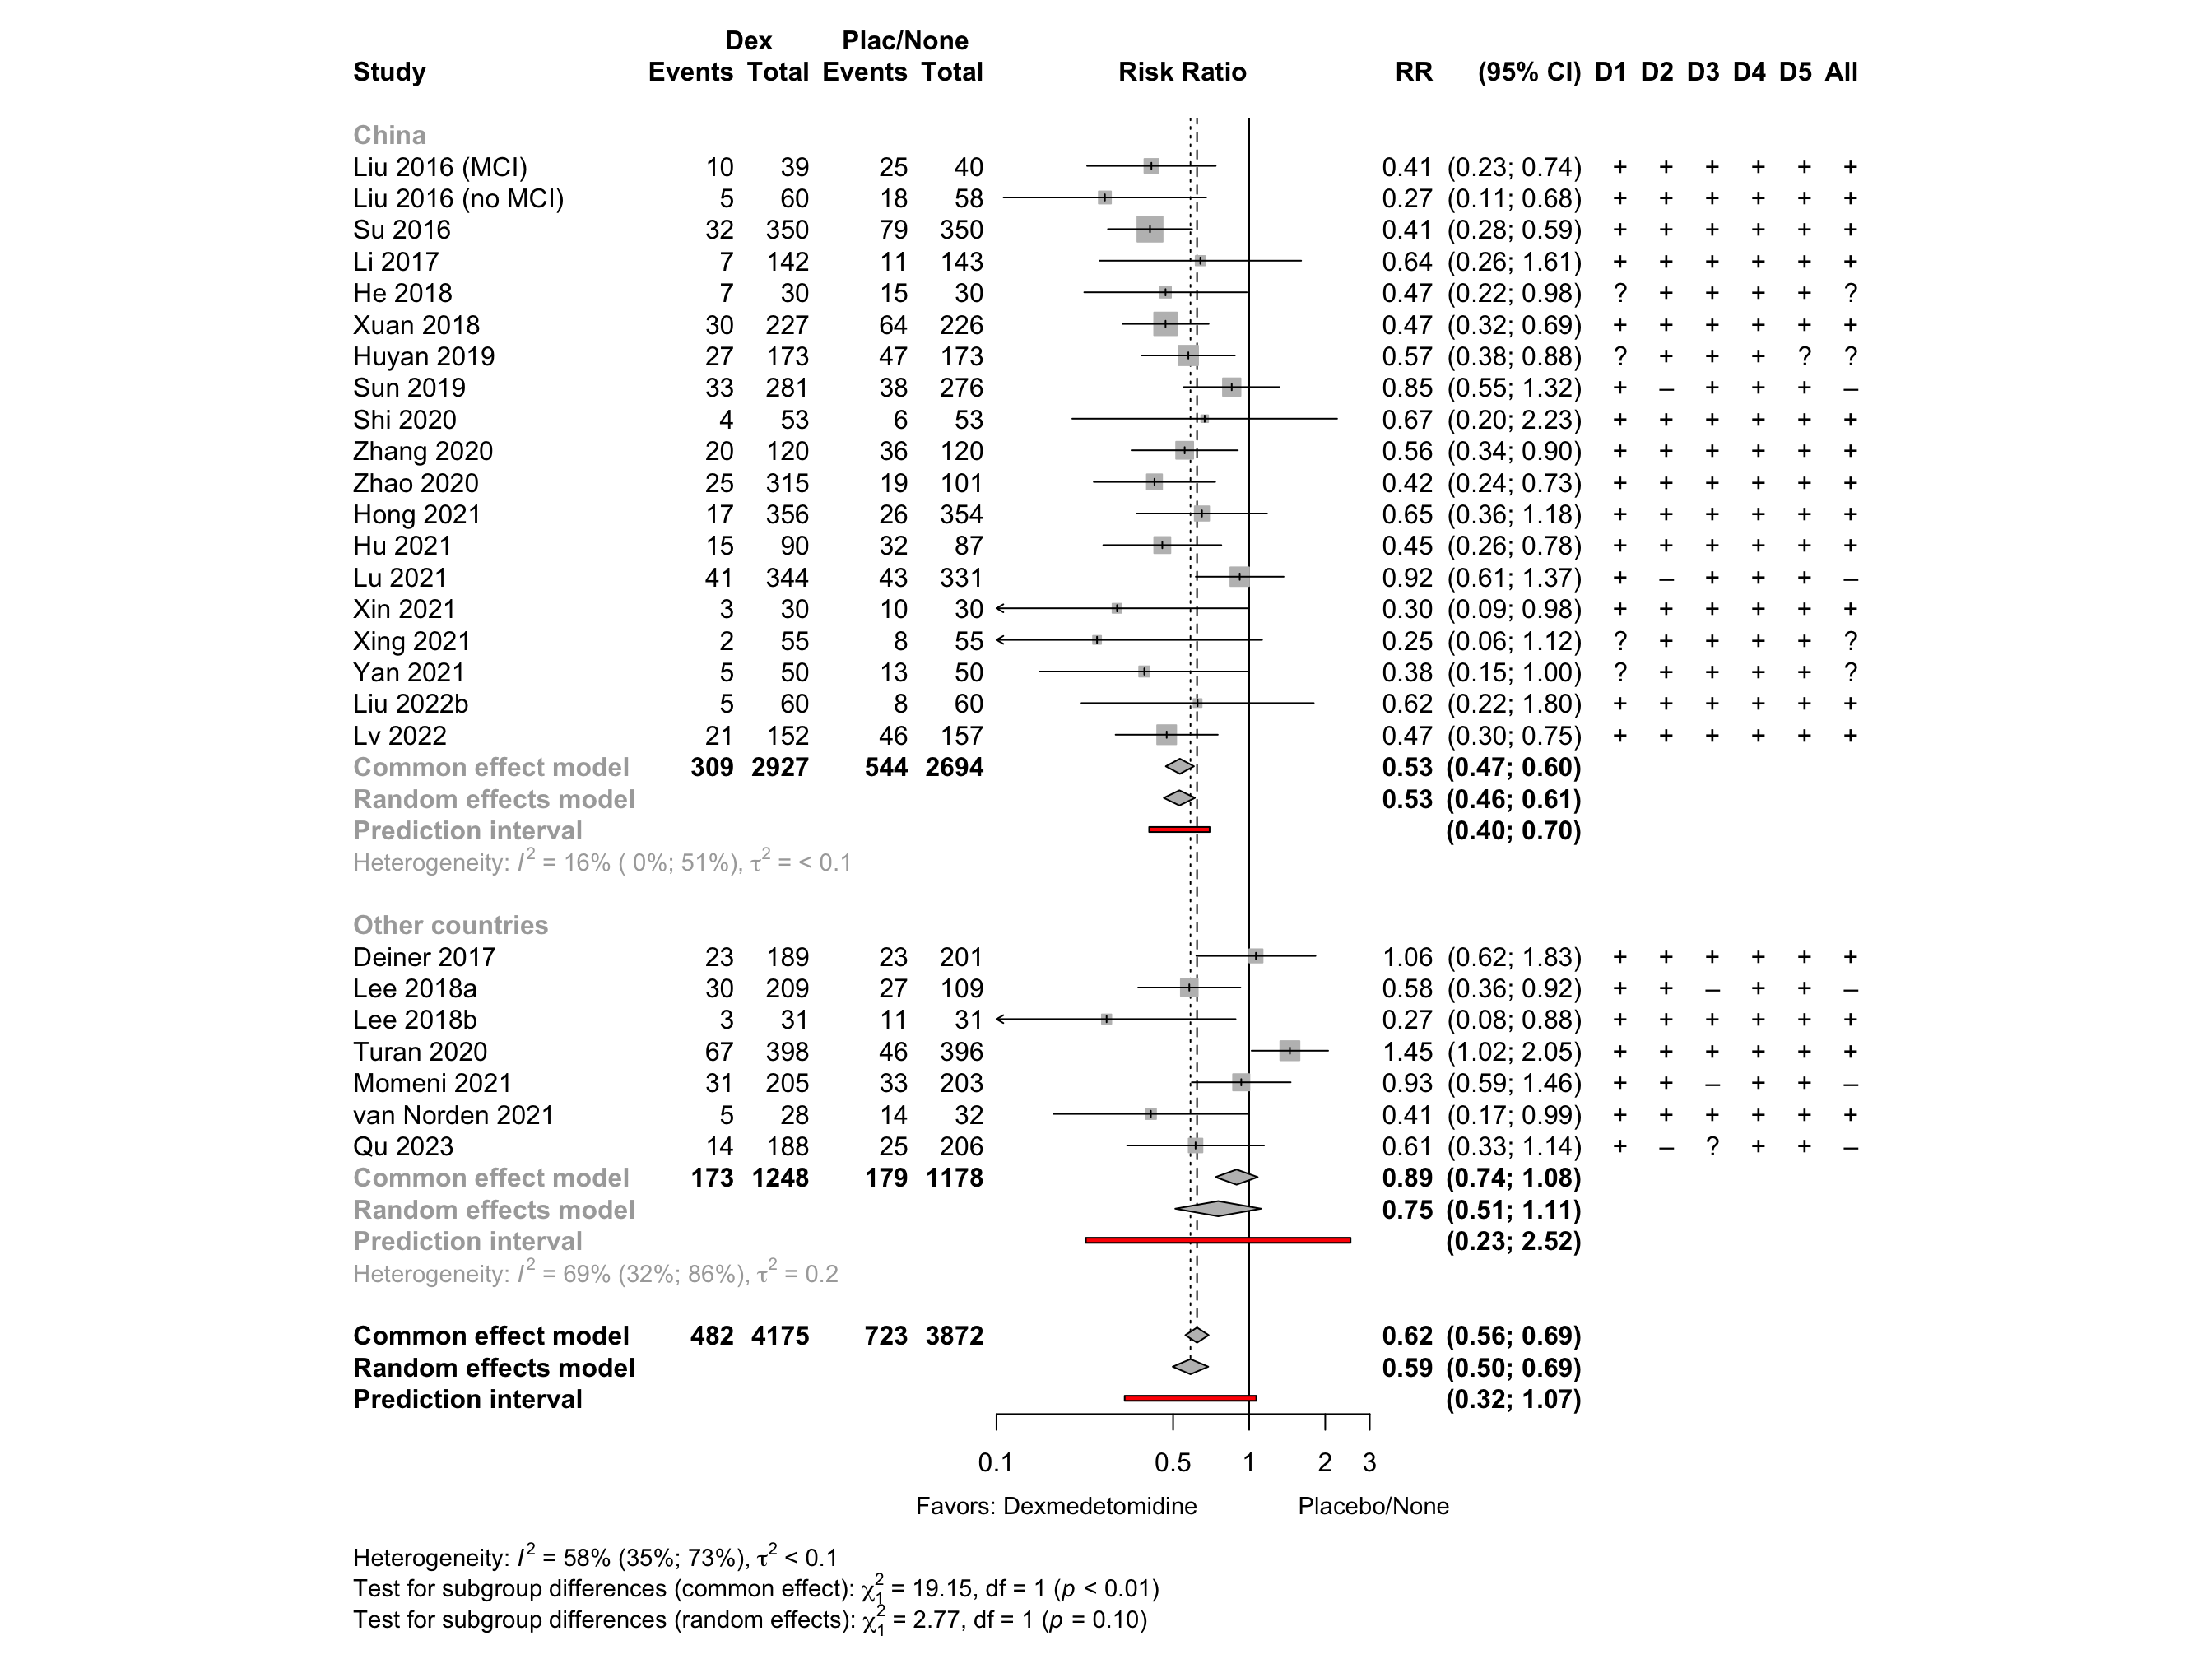 Dex Plac/None
Study Events Total Events Total Risk Ratio RR (95% CI) D1 D2 D3 D4 D5 All
China
Liu 2016 (MCI) 10 39 25 40 0.41 (0.23; 0.74) + + + + + +
Liu 2016 (no MCI) 5 60 18 58 0.27 (0.11; 0.68) + + + + + +
Su 2016 32 350 79 350 0.41 (0.28; 0.59) + + + + + +
Li 2017 7 142 11 143 0.64 (0.26; 1.61) + + + + + +
He 2018 7 30 15 30 0.47 (0.22; 0.98) ? + + + + ?
Xuan 2018 30 227 64 226 0.47 (0.32; 0.69) + + + + + +
Huyan 2019 27 173 47 173 0.57 (0.38; 0.88) ? + + + ? ?
Sun 2019 33 281 38 276 0.85 (0.55; 1.32) + – + + + –
Shi 2020 4 53 6 53 0.67 (0.20; 2.23) + + + + + +
Zhang 2020 20 120 36 120 0.56 (0.34; 0.90) + + + + + +
Zhao 2020 25 315 19 101 0.42 (0.24; 0.73) + + + + + +
Hong 2021 17 356 26 354 0.65 (0.36; 1.18) + + + + + +
Hu 2021 15 90 32 87 0.45 (0.26; 0.78) + + + + + +
Lu 2021 41 344 43 331 0.92 (0.61; 1.37) + – + + + –
Xin 2021 3 30 10 30 0.30 (0.09; 0.98) + + + + + +
Xing 2021 2 55 8 55 0.25 (0.06; 1.12) ? + + + + ?
Yan 2021 5 50 13 50 0.38 (0.15; 1.00) ? + + + + ?
Liu 2022b 5 60 8 60 0.62 (0.22; 1.80) + + + + + +
Lv 2022 21 152 46 157 0.47 (0.30; 0.75) + + + + + +
Common effect model 309 2927 544 2694 0.53 (0.47; 0.60)
Random effects model 0.53 (0.46; 0.61)
Prediction interval (0.40; 0.70)
Heterogeneity: I² = 16% ( 0%; 51%), τ² = < 0.1
Other countries
Deiner 2017 23 189 23 201 1.06 (0.62; 1.83) + + + + + +
Lee 2018a 30 209 27 109 0.58 (0.36; 0.92) + + – + + –
Lee 2018b 3 31 11 31 0.27 (0.08; 0.88) + + + + + +
Turan 2020 67 398 46 396 1.45 (1.02; 2.05) + + + + + +
Momeni 2021 31 205 33 203 0.93 (0.59; 1.46) + + – + + –
van Norden 2021 5 28 14 32 0.41 (0.17; 0.99) + + + + + +
Qu 2023 14 188 25 206 0.61 (0.33; 1.14) + – ? + + –
Common effect model 173 1248 179 1178 0.89 (0.74; 1.08)
Random effects model 0.75 (0.51; 1.11)
Prediction interval (0.23; 2.52)
Heterogeneity: I² = 69% (32%; 86%), τ² = 0.2
Common effect model 482 4175 723 3872 0.62 (0.56; 0.69)
Random effects model 0.59 (0.50; 0.69)
Prediction interval (0.32; 1.07)
0.1 0.5 1 2 3
Favors: Dexmedetomidine Placebo/None
Heterogeneity: I² = 58% (35%; 73%), τ² < 0.1
Test for subgroup differences (common effect): χ₁² = 19.15, df = 1 (p < 0.01)
Test for subgroup differences (random effects): χ₁² = 2.77, df = 1 (p = 0.10)